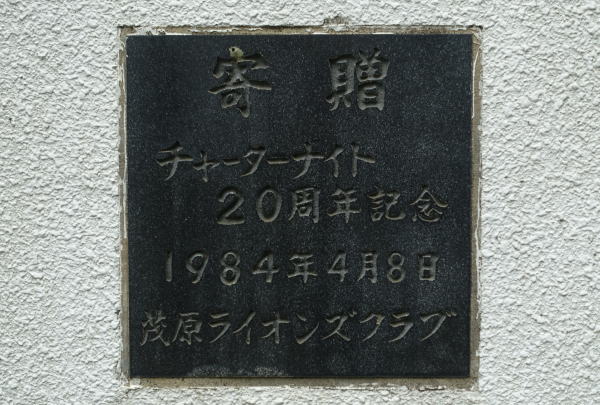 寄贈
チャーターナイト
20周年記念
1984年4月8日
茂原ライオンズクラブ